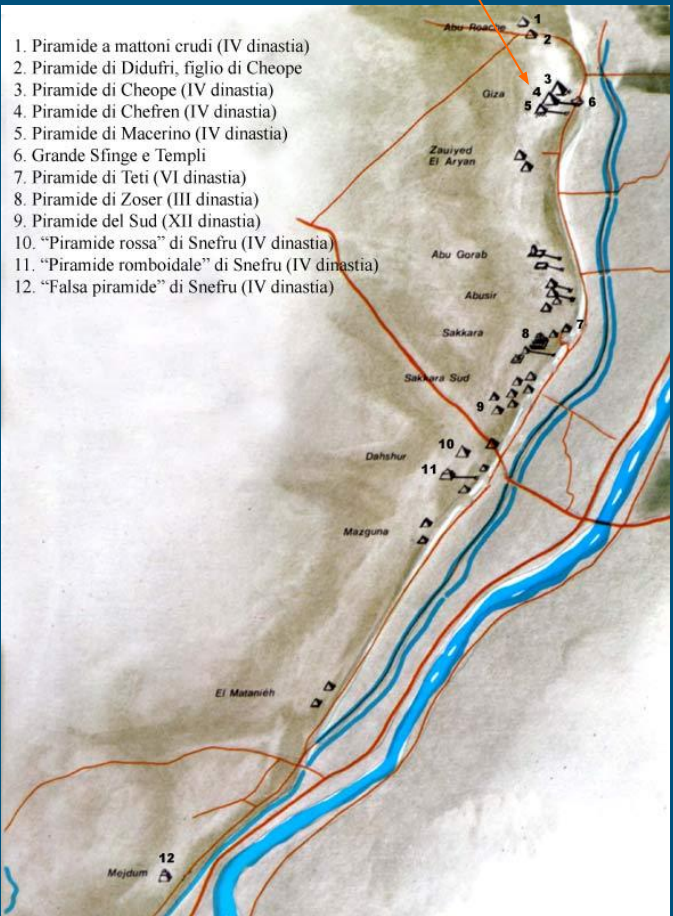 1. Piramide a mattoni crudi (IV dinastia)
2. Piramide di Didufri, figlio di Cheope
3. Piramide di Cheope (IV dinastia)
4. Piramide di Chefren (IV dinastia)
5. Piramide di Macerino (IV dinastia)
6. Grande Sfinge e Templi
7. Piramide di Teti (VI dinastia)
8. Piramide di Zoser (III dinastia)
9. Piramide del Sud (XII dinastia)
10. “Piramide rossa” di Snefru (IV dinastia)
11. “Piramide romboidale” di Snefru (IV dinastia)
12. “Falsa piramide” di Snefru (IV dinastia)
1
Abu Roache
2
3
Giza
4
5
6
Zauiyed
El Aryan
Abu Gorab
Abusir
Sakkara
8
7
Sakkara Sud
9
10
Dahshur
11
Mazguna
El Matanièh
12
Mejdum